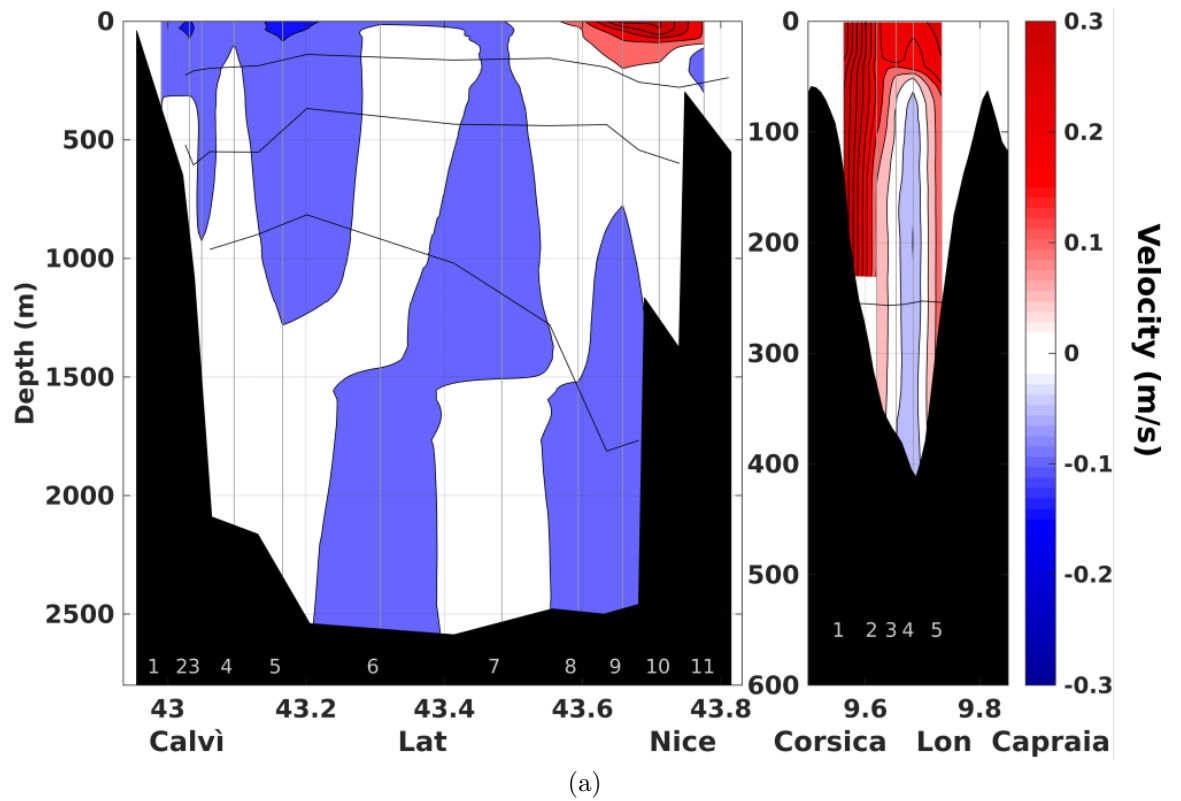 0
500
1000
1500
2000
2500
Depth (m)
1 2 3 4 5 6 7 8 9 10 11
43 43.2 43.4 43.6 43.8
Calvì Lat Nice
0
100
200
300
400
500
600
1 2 3 4 5
9.6 9.8
Corsica Lon Capraia
0.3
0.2
0.1
0
-0.1
-0.2
-0.3
Velocity (m/s)
(a)